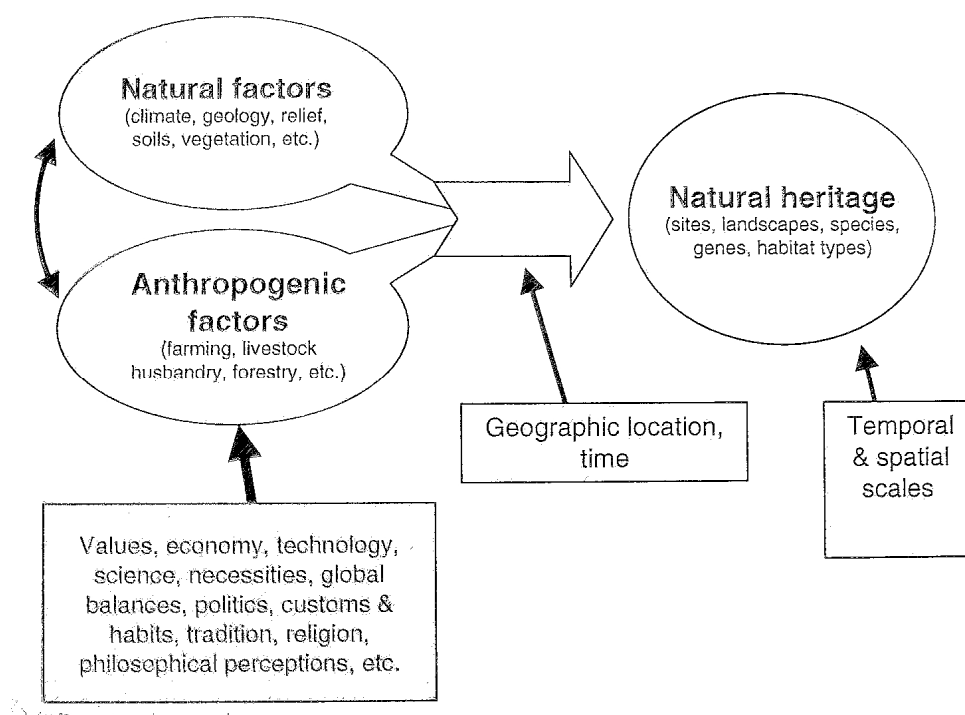 Natural factors
(climate, geology, relief,
soils, vegetation, etc.)
Natural heritage
(sites, landscapes, species,
genes, habitat types)
Anthropogenic
factors
(farming, livestock
husbandry, forestry, etc.)
Geographic location,
time
Temporal
& spatial
scales
Values, economy, technology,
science, necessities, global
balances, politics, customs &
habits, tradition, religion,
philosophical perceptions, etc.